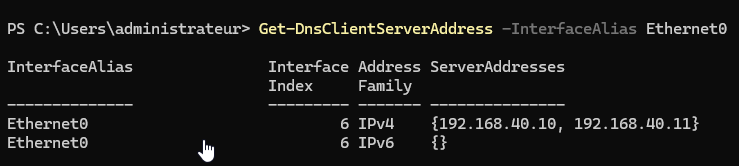 PS C:\Users\administrateur> Get-DnsClientServerAddress -InterfaceAlias Ethernet0
InterfaceAlias Interface Address ServerAddresses
Index Family
-------------- --------- ------- ---------------
Ethernet0 6 IPv4 {192.168.40.10, 192.168.40.11}
Ethernet0 6 IPv6 {}